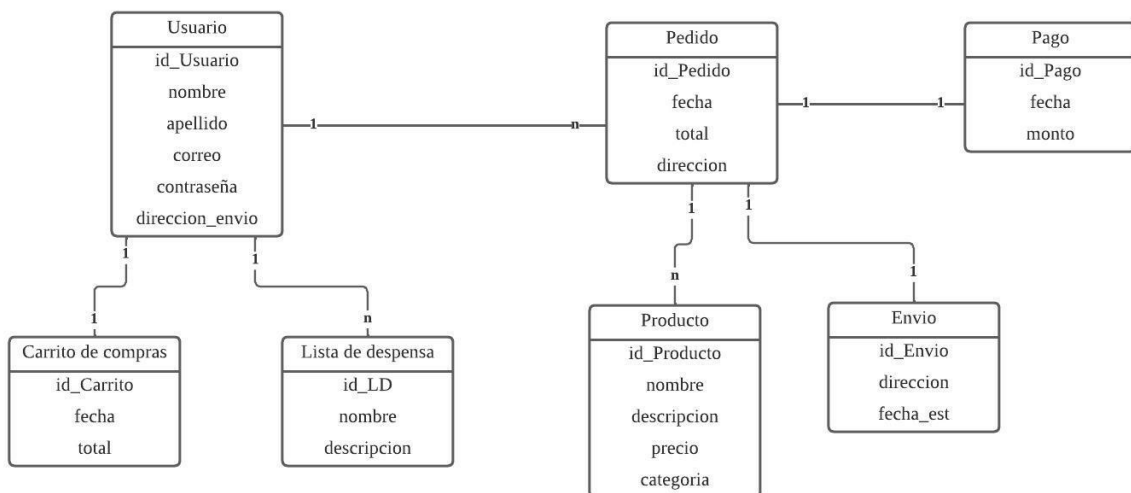 Usuario
id_Usuario
nombre
apellido
correo
contraseña
direccion_envio
1
n
Pedido
id_Pedido
fecha
total
direccion
1
1
Pago
id_Pago
fecha
monto
1
1
Carrito de compras
id_Carrito
fecha
total
1
n
Lista de despensa
id_LD
nombre
descripcion
1
n
Producto
id_Producto
nombre
descripcion
precio
categoria
1
1
Envio
id_Envio
direccion
fecha_est